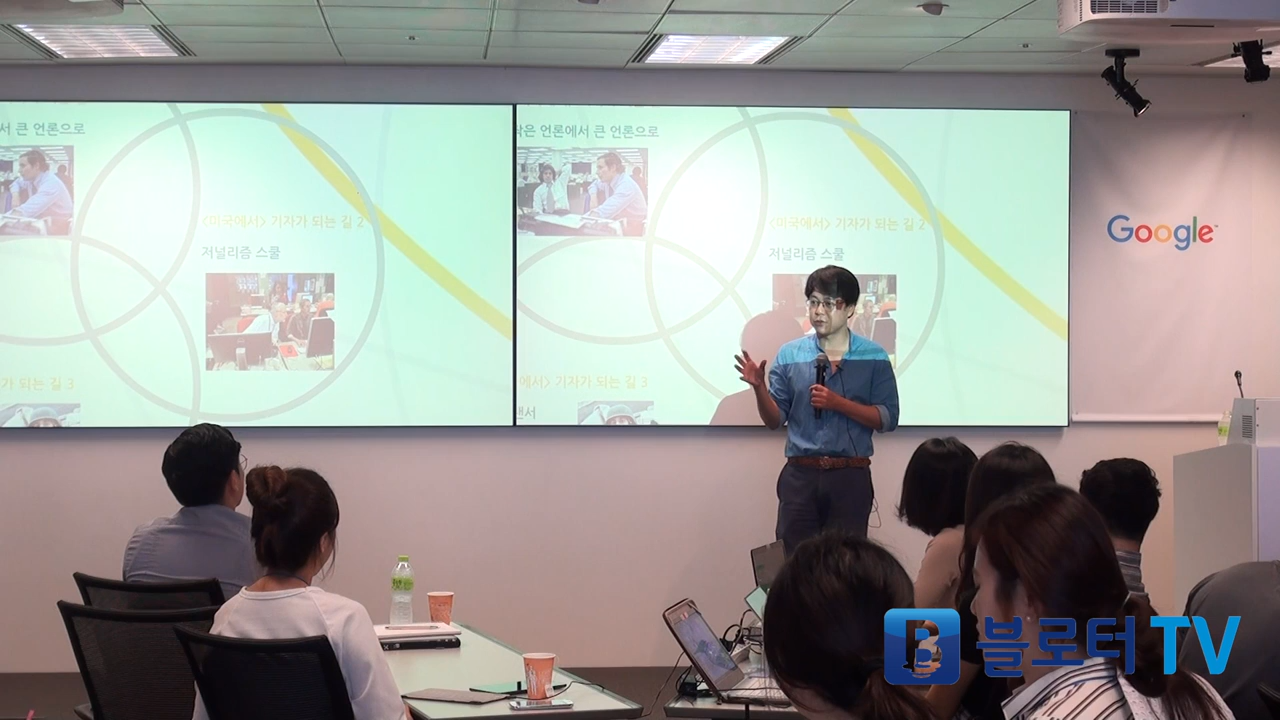 서 큰 언론으로
<미국에서> 기자가 되는 길 2
저널리즘 스쿨
가 되는 길 3
작은 언론에서 큰 언론으로
<미국에서> 기자가 되는 길 2
저널리즘 스쿨
에서> 기자가 되는 길 3
Google
B
블로터TV